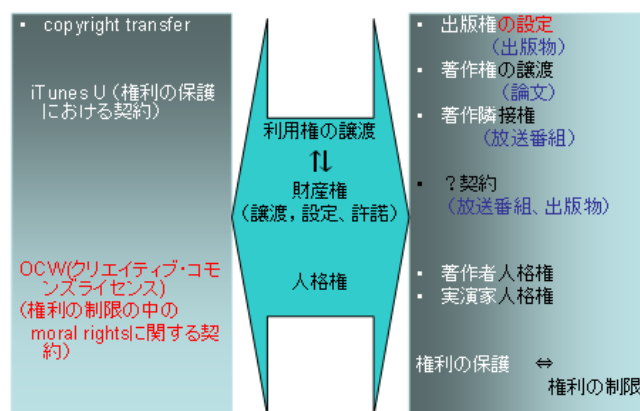 • copyright transfer
iTunes U (権利の保護
における契約)
OCW(クリエイティブ・コモ
ンズライセンス)
(権利の制限の中の
moral rightsに関する契
約)
利用権の譲渡
⇅
財産権
(譲渡，設定、許諾)
人格権
• 出版権の設定
(出版物)
• 著作権の譲渡
(論文)
• 著作隣接権
(放送番組)
• ？契約
(放送番組、出版物)
• 著作者人格権
• 実演家人格権
権利の保護 ⇔
権利の制限